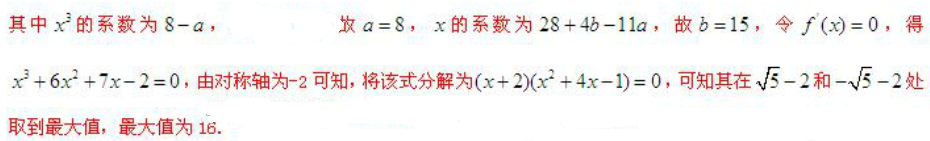 其中 x³ 的系数为 8−a， 故 a=8，x 的系数为 28+4b−11a，故 b=15，令 f′(x)=0，得
x³+6x²+7x−2=0，由对称轴为-2 可知，将该式分解为(x+2)(x²+4x−1)=0，可知其在 √5−2 和 −√5−2 处
取到最大值，最大值为 16.